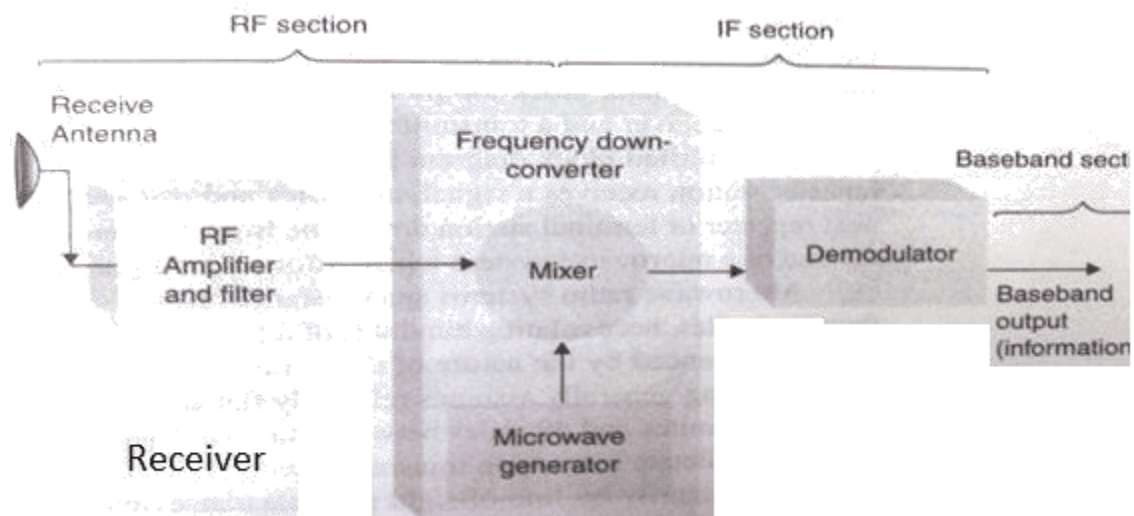 RF section
IF section
Receive
Antenna
Frequency down-
converter
Baseband secti
RF
Amplifier
and filter
Mixer
Demodulator
Baseband
output
(information
Microwave
generator
Receiver